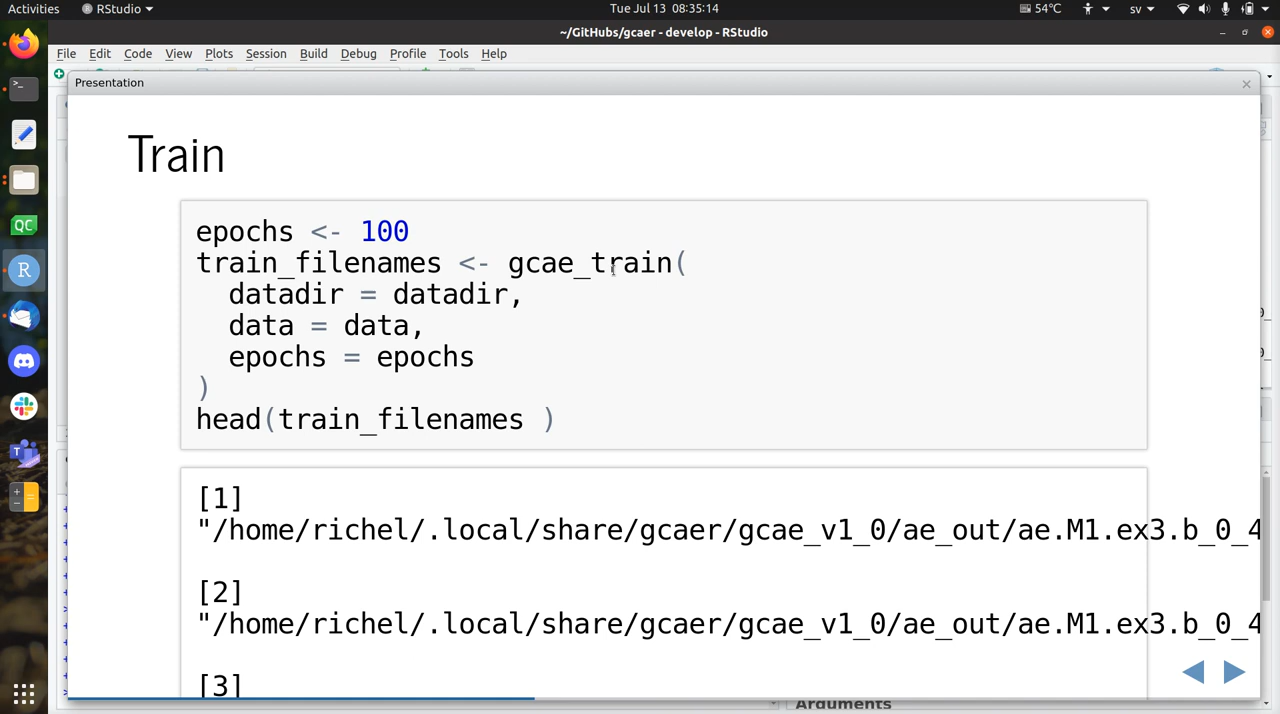 Activities
RStudio
Tue Jul 13 08:35:14
54°C
sv
~/GitHubs/gcaer - develop - RStudio
File Edit Code View Plots Session Build Debug Profile Tools Help
Presentation
Train
epochs <- 100
train_filenames <- gcae_train(
datadir = datadir,
data = data,
epochs = epochs
)
head(train_filenames )
[1]
"/home/richel/.local/share/gcaer/gcae_v1_0/ae_out/ae.M1.ex3.b_0_4
[2]
"/home/richel/.local/share/gcaer/gcae_v1_0/ae_out/ae.M1.ex3.b_0_4
[3]
Arguments
QC
R